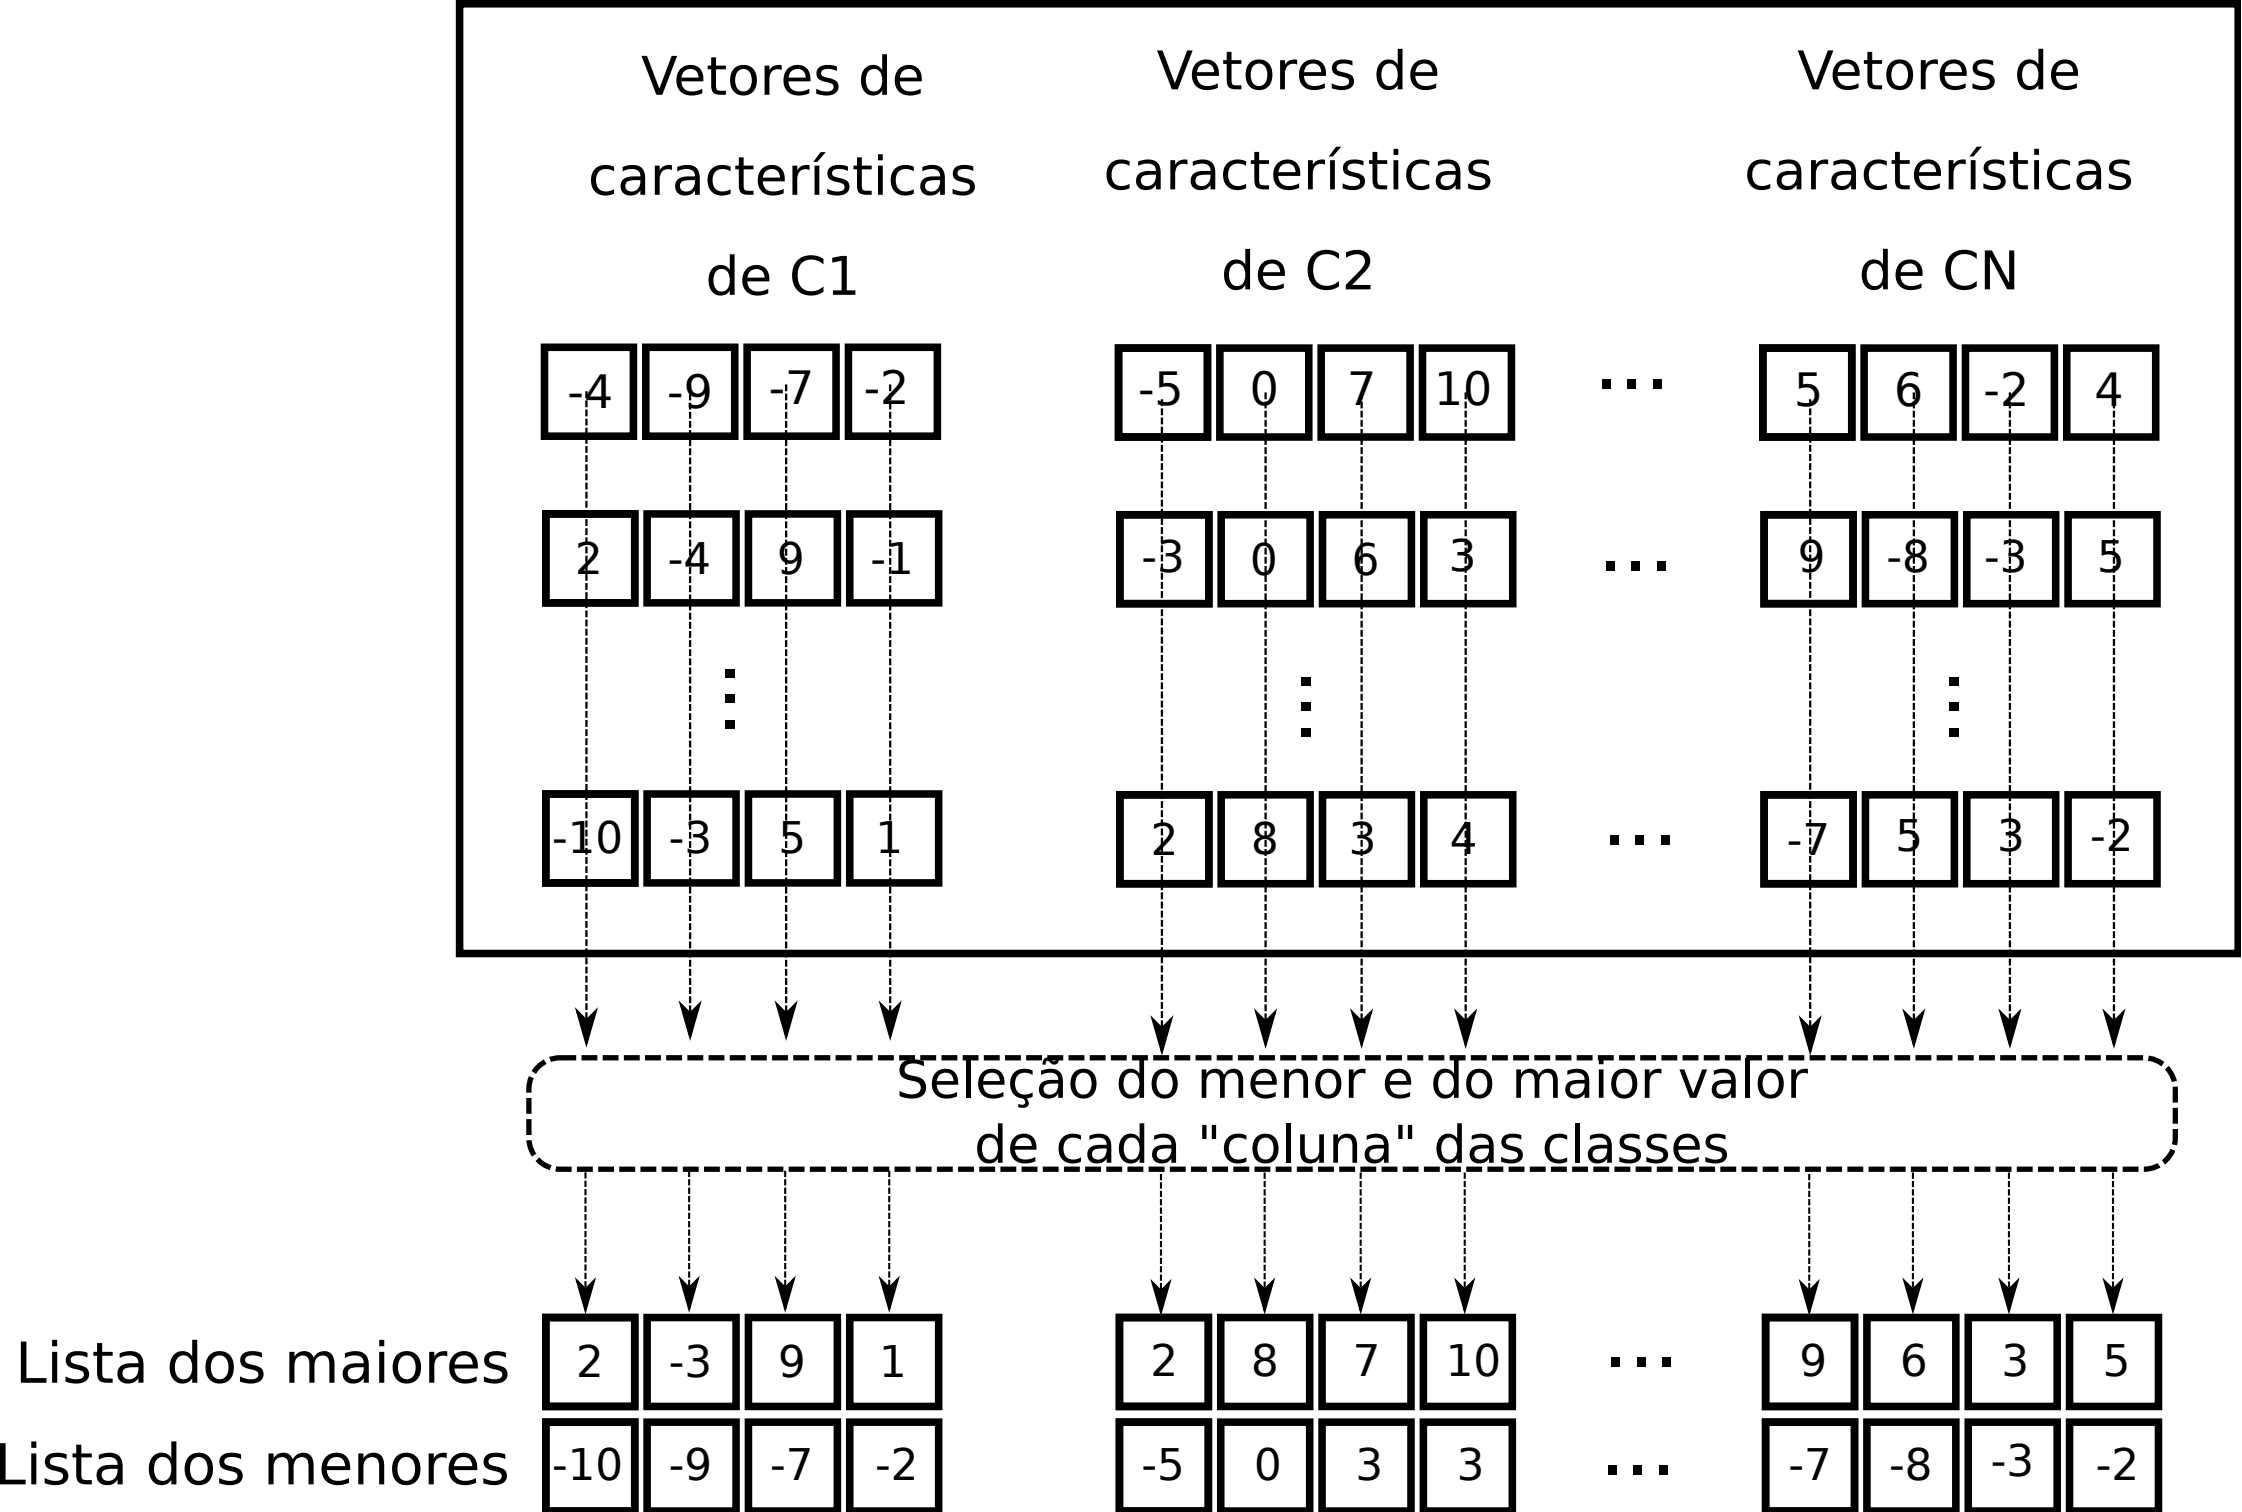 Vetores de
características
de C1
Vetores de
características
de C2
Vetores de
características
de CN
-4 -9 -7 -2 -5 0 7 10 ... 5 6 -2 4
2 -4 9 -1 -3 0 6 3 ... 9 -8 -3 5
-10 -3 5 1 2 8 3 4 ... -7 5 3 -2
Seleção do menor e do maior valor
de cada "coluna" das classes
Lista dos maiores 2 -3 9 1 2 8 7 10 ... 9 6 3 5
Lista dos menores -10 -9 -7 -2 -5 0 3 3 ... -7 -8 -3 -2